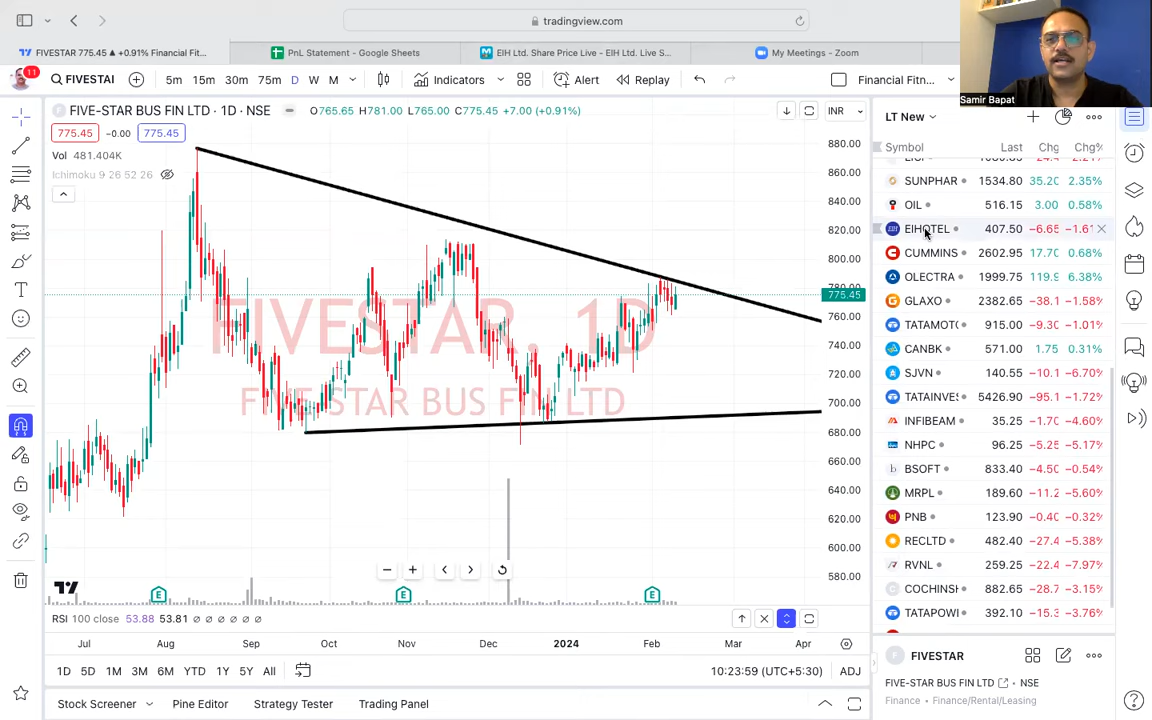 tradingview.com
FIVESTAR 775.45 ▲ +0.91% Financial Fit...
PnL Statement - Google Sheets
EIH Ltd. Share Price Live - EIH Ltd. Live S...
My Meetings - Zoom
Samir Bapat
11
FIVESTAI
5m 15m 30m 75m D W M
Indicators
Alert
Replay
Financial Fitn...
FIVE-STAR BUS FIN LTD · 1D · NSE
O765.65 H781.00 L765.00 C775.45 +7.00 (+0.91%)
INR
775.45 −0.00 775.45
Vol 481.404K
Ichimoku 9 26 52 26
FIVESTAR, 1D
FIVE-STAR BUS FIN LTD
880.00
860.00
840.00
820.00
800.00
775.45
760.00
740.00
720.00
700.00
680.00
660.00
640.00
620.00
600.00
580.00
E E E
RSI 100 close 53.88 53.81
Jul Aug Sep Oct Nov Dec 2024 Feb Mar Apr
1D 5D 1M 3M 6M YTD 1Y 5Y All
10:23:59 (UTC+5:30) ADJ
Stock Screener Pine Editor Strategy Tester Trading Panel
LT New
Symbol Last Chg Chg%
SUNPHAR 1534.80 35.20 2.35%
OIL 516.15 3.00 0.58%
EIHOTEL 407.50 −6.65 −1.61
CUMMINS 2602.95 17.70 0.68%
OLECTRA 1999.75 119.9 6.38%
GLAXO 2382.65 −38.1 −1.58%
TATAMOT 915.00 −9.30 −1.01%
CANBK 571.00 1.75 0.31%
SJVN 140.55 −10.1 −6.70%
TATAINVES 5426.90 −95.1 −1.72%
INFIBEAM 35.25 −1.70 −4.60%
NHPC 96.25 −5.25 −5.17%
BSOFT 833.40 −4.50 −0.54%
MRPL 189.60 −11.2 −5.60%
PNB 123.90 −0.40 −0.32%
RECLTD 482.40 −27.4 −5.38%
RVNL 259.25 −22.4 −7.97%
COCHINSH 882.65 −28.7 −3.15%
TATAPOWI 392.10 −15.3 −3.76%
F FIVESTAR
FIVE-STAR BUS FIN LTD • NSE
Finance • Finance/Rental/Leasing